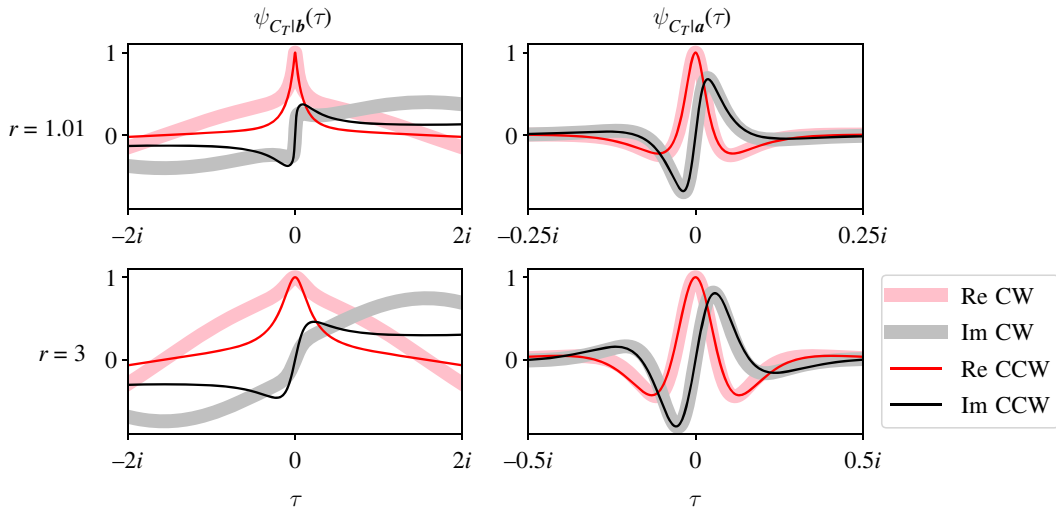 ψ_{C_T|b}(τ) ψ_{C_T|a}(τ)
r = 1.01
1
0
–2i 0 2i
1
0
–0.25i 0 0.25i
r = 3
1
0
–2i 0 2i
τ
1
0
–0.5i 0 0.5i
τ
Re CW
Im CW
Re CCW
Im CCW